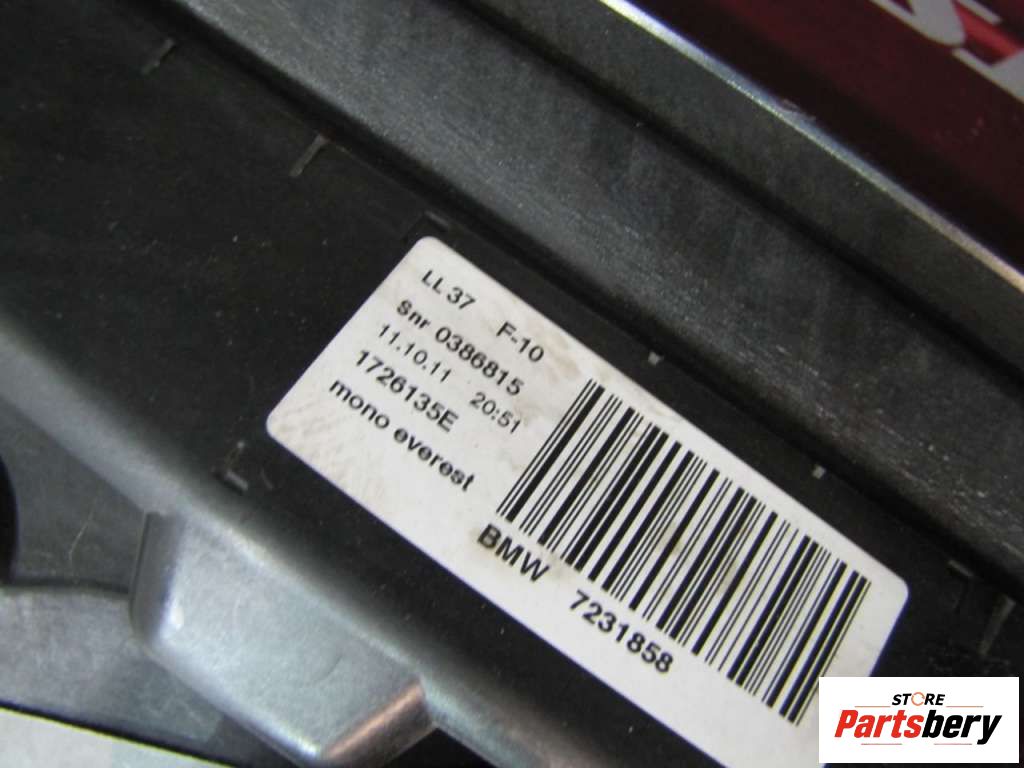 LL 37 F-10
Snr 0386815
11.10.11 20:51
1726135E
mono everest
BMW 7231858
STORE
Partsbery